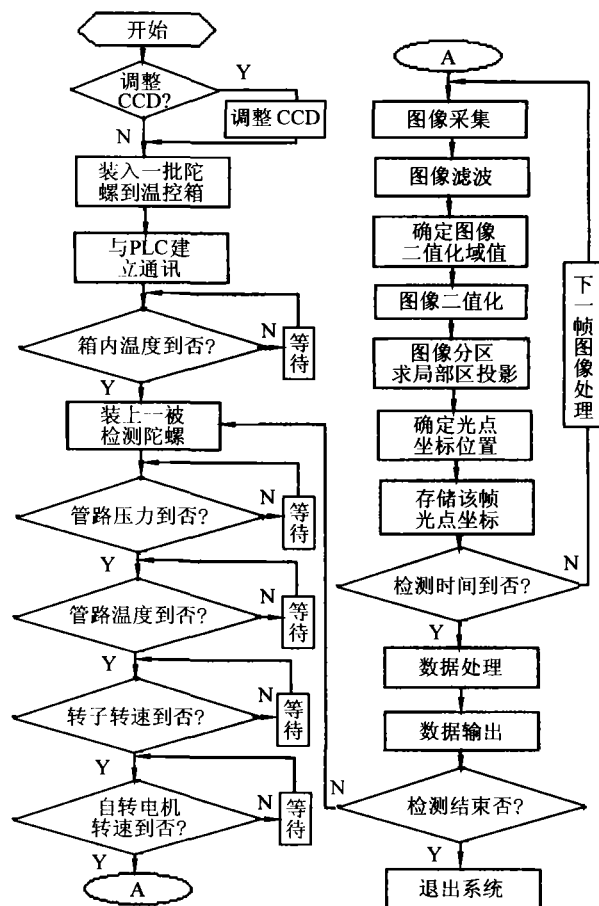 开始
调整
CCD?
Y
调整 CCD
N
装入一批陀
螺到温控箱
与PLC建
立通讯
箱内温度到否?
N
等待
Y
装上一被
检测陀螺
管路压力到否?
N
等待
Y
管路温度到否?
N
等待
Y
转子转速到否?
N
等待
Y
自转电机
转速到否?
N
等待
Y
A
A
图像采集
图像滤波
确定图像
二值化域值
图像二值化
图像分区
求局部区投影
确定光点
坐标位置
存储该帧
光点坐标
检测时间到否?
N
下一帧图像处理
Y
数据处理
数据输出
检测结束否?
N
Y
退出系统